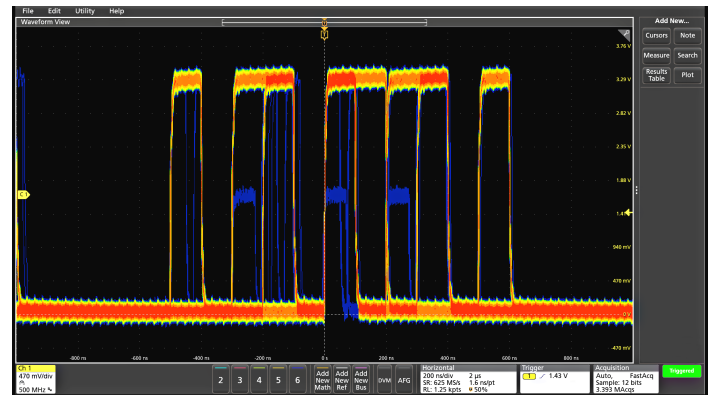 File Edit Utility Help
Waveform View
Add New...
Cursors Note
Measure Search
Results Table Plot
3.76 V
3.29 V
2.82 V
2.35 V
1.88 V
C 1
940 mV
470 mV
0 V
-470 mV
-800 ns -400 ns -200 ns 0 s 200 ns 400 ns 600 ns 800 ns
Ch 1
470 mV/div
500 MHz
2 3 4 5 6
Add New Math
Add New Ref
Add New Bus
DVM AFG
Horizontal
200 ns/div 2 µs
SR: 625 MS/s 1.6 ns/pt
RL: 1.25 kpts 50%
Trigger
1 1.43 V
Acquisition
Auto, FastAcq
Sample: 12 bits
3.393 MAcqs
Triggered